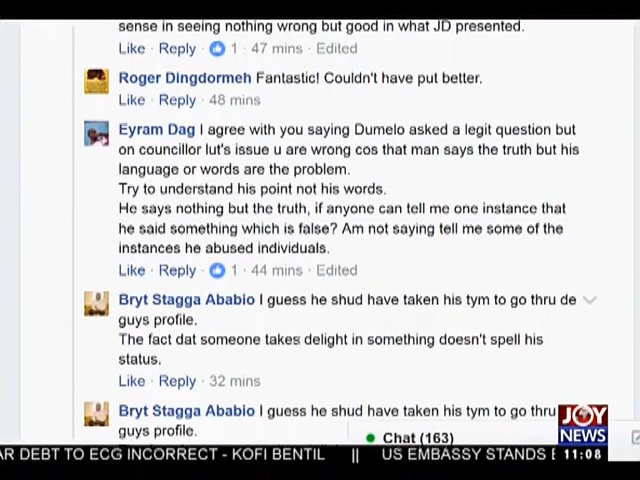 sense in seeing nothing wrong but good in what JD presented.
Like · Reply · 1 · 47 mins · Edited
Roger Dingdormeh Fantastic! Couldn't have put better.
Like · Reply · 48 mins
Eyram Dag I agree with you saying Dumelo asked a legit question but
on councillor lut's issue u are wrong cos that man says the truth but his
language or words are the problem.
Try to understand his point not his words.
He says nothing but the truth, if anyone can tell me one instance that
he said something which is false? Am not saying tell me some of the
instances he abused individuals.
Like · Reply · 1 · 44 mins · Edited
Bryt Stagga Ababio I guess he shud have taken his tym to go thru de
guys profile.
The fact dat someone takes delight in something doesn't spell his
status.
Like · Reply · 32 mins
Bryt Stagga Ababio I guess he shud have taken his tym to go thru
guys profile.
Chat (163)
JOY
NEWS
AR DEBT TO ECG INCORRECT - KOFI BENTIL || US EMBASSY STANDS 11:08